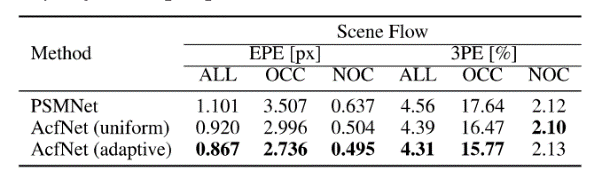 Scene Flow
Method EPE [px] 3PE [%]
ALL OCC NOC ALL OCC NOC
PSMNet 1.101 3.507 0.637 4.56 17.64 2.12
AcfNet (uniform) 0.920 2.996 0.504 4.39 16.47 2.10
AcfNet (adaptive) 0.867 2.736 0.495 4.31 15.77 2.13